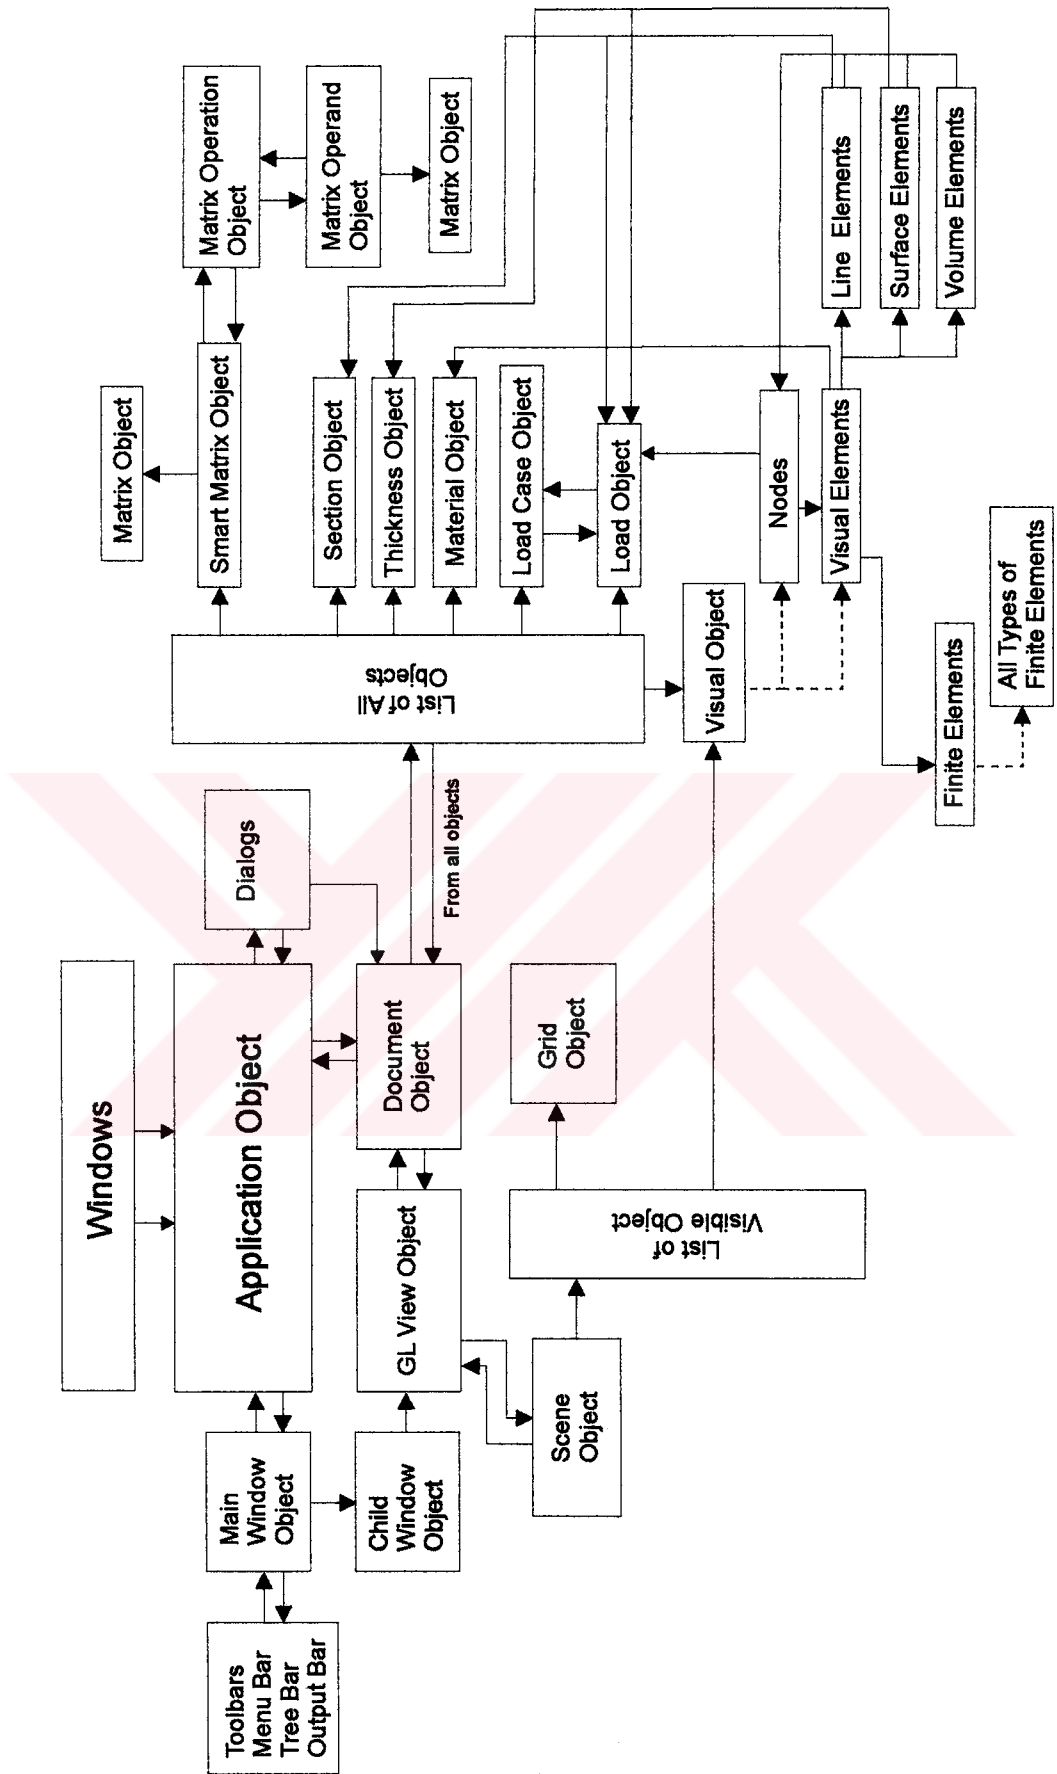 Windows
Toolbars
Menu Bar
Tree Bar
Output Bar
Main
Window
Object
Application Object
Dialogs
Child
Window
Object
GL View Object
Document
Object
From all objects
Scene
Object
List of
Visible Object
Grid
Object
List of All
Objects
Matrix Object
Smart Matrix Object
Matrix Operation
Object
Matrix Operand
Object
Matrix Object
Section Object
Thickness Object
Material Object
Load Case Object
Load Object
Visual Object
Nodes
Visual Elements
Line Elements
Surface Elements
Volume Elements
Finite Elements
All Types of
Finite Elements